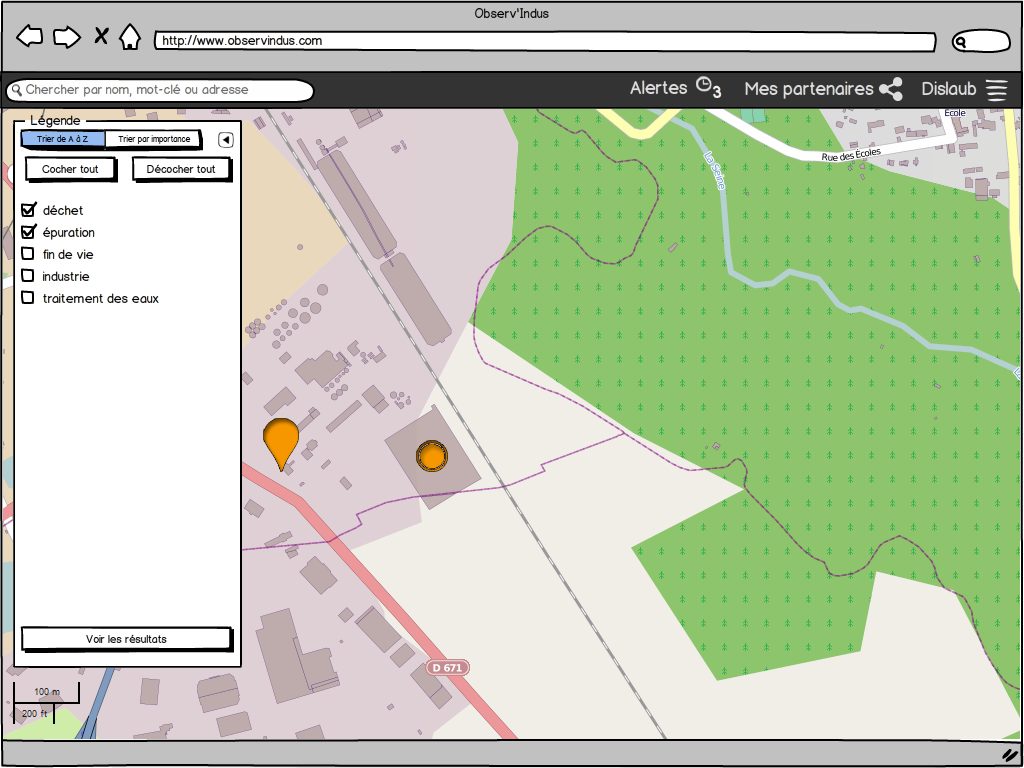 Observ'Indus
http://www.observindus.com
Chercher par nom, mot-clé ou adresse
Alertes 3
Mes partenaires
Dislaub
Légende
Trier de A à Z
Trier par importance
Cocher tout
Décocher tout
déchet
épuration
fin de vie
industrie
traitement des eaux
Voir les résultats
100 m
200 ft
École
Rue des Écoles
La Seine
D 671